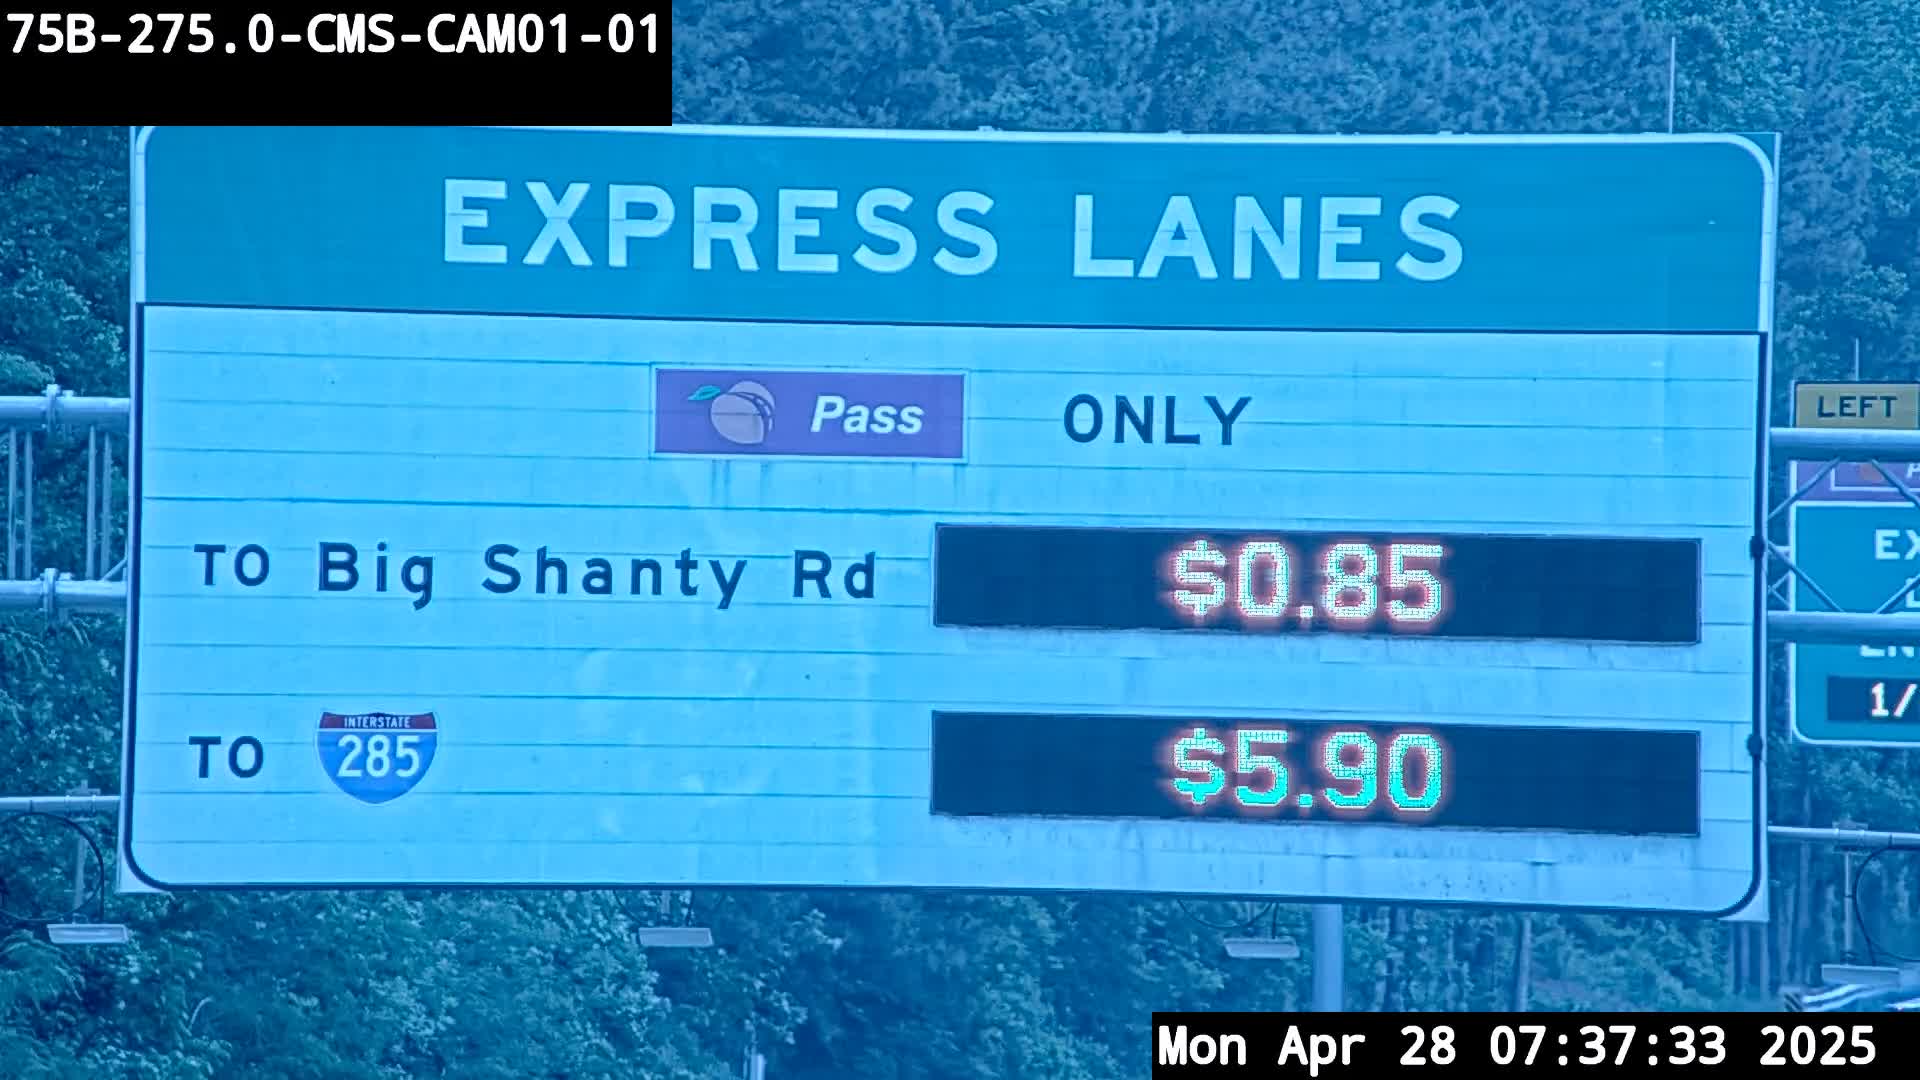 75B-275.0-CMS-CAM01-01
EXPRESS LANES
Pass ONLY
TO Big Shanty Rd $0.85
TO INTERSTATE 285 $5.90
LEFT
1/
Mon Apr 28 07:37:33 2025